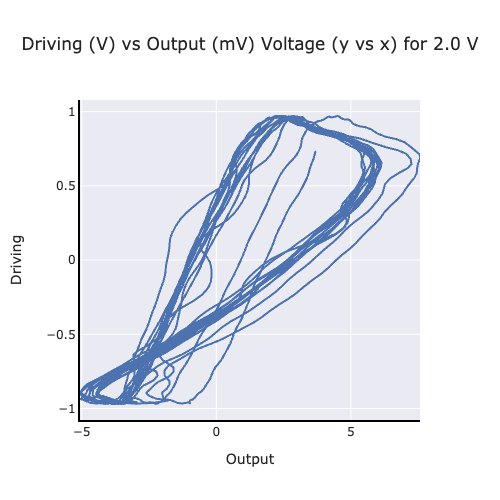 Driving (V) vs Output (mV) Voltage (y vs x) for 2.0 V
1
0.5
0
−0.5
−1
−5 0 5
Driving
Output